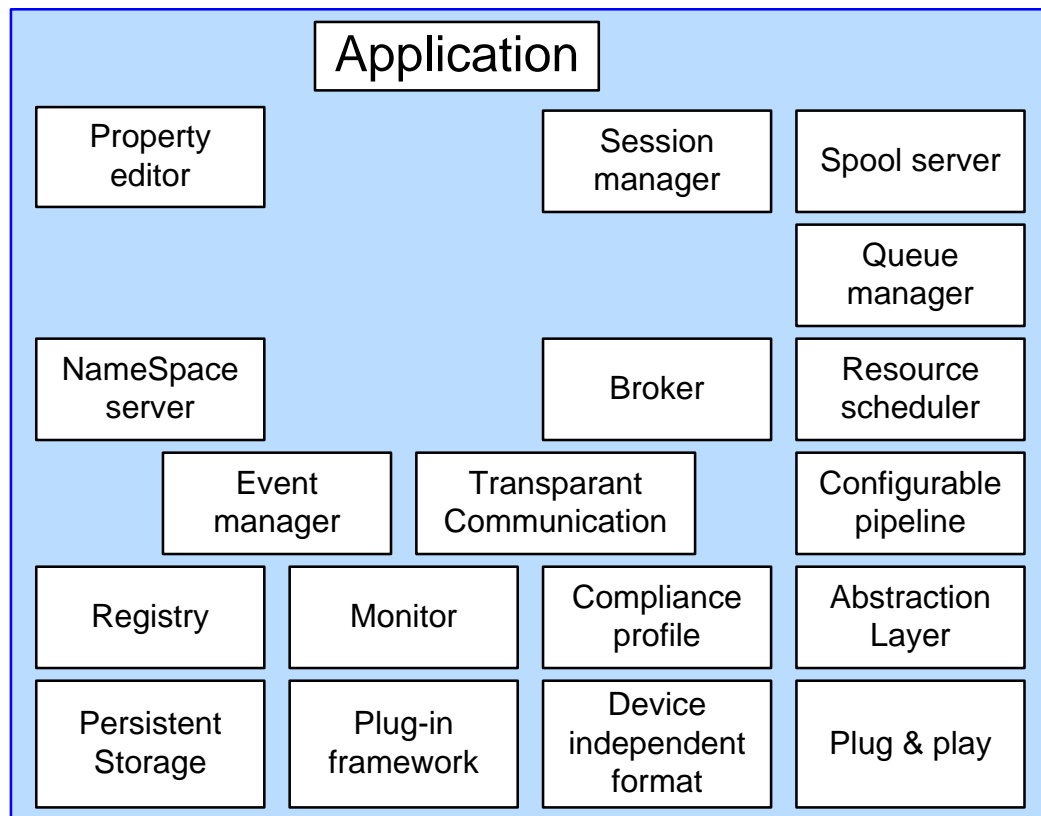 Application
Property
editor
Session
manager
Spool server
Queue
manager
NameSpace
server
Broker
Resource
scheduler
Event
manager
Transparant
Communication
Configurable
pipeline
Registry
Monitor
Compliance
profile
Abstraction
Layer
Persistent
Storage
Plug-in
framework
Device
independent
format
Plug & play